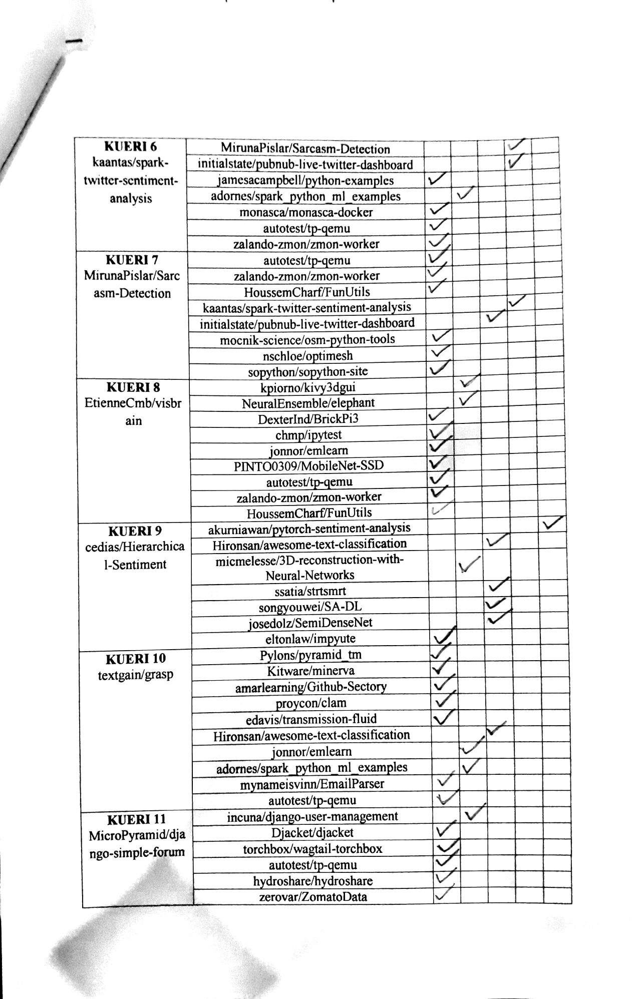 KUERI 6
kaantas/spark-
twitter-sentiment-
analysis
MirunaPislar/Sarcasm-Detection ✓
initialstate/pubnub-live-twitter-dashboard ✓
jamesacampbell/python-examples ✓
adornes/spark_python_ml_examples ✓
monasca/monasca-docker ✓
autotest/tp-qemu ✓
zalando-zmon/zmon-worker ✓
KUERI 7
MirunaPislar/Sarc
asm-Detection
autotest/tp-qemu ✓
zalando-zmon/zmon-worker ✓
HoussemCharf/FunUtils ✓
kaantas/spark-twitter-sentiment-analysis ✓
initialstate/pubnub-live-twitter-dashboard ✓
mocnik-science/osm-python-tools ✓
nschloe/optimesh ✓
sopython/sopython-site ✓
KUERI 8
EtienneCmb/visbr
ain
kpiorno/kivy3dgui ✓
NeuralEnsemble/elephant ✓
DexterInd/BrickPi3 ✓
chmp/ipytest ✓
jonnor/emlearn ✓
PINTO0309/MobileNet-SSD ✓
autotest/tp-qemu ✓
zalando-zmon/zmon-worker ✓
HoussemCharf/FunUtils ✓
KUERI 9
cedias/Hierarchica
l-Sentiment
akurniawan/pytorch-sentiment-analysis ✓
Hironsan/awesome-text-classification ✓
micmelesse/3D-reconstruction-with-
Neural-Networks ✓
ssatia/strtsmrt ✓
songyouwei/SA-DL ✓
josedolz/SemiDenseNet ✓
eltonlaw/impyute ✓
KUERI 10
textgain/grasp
Pylons/pyramid_tm ✓
Kitware/minerva ✓
amarlearning/Github-Sectory ✓
proycon/clam ✓
edavis/transmission-fluid ✓
Hironsan/awesome-text-classification ✓
jonnor/emlearn ✓
adornes/spark_python_ml_examples ✓
mynameisvinn/EmailParser ✓
autotest/tp-qemu ✓
KUERI 11
MicroPyramid/dja
ngo-simple-forum
incuna/django-user-management ✓
Djacket/djacket ✓
torchbox/wagtail-torchbox ✓
autotest/tp-qemu ✓
hydroshare/hydroshare ✓
zerovar/ZomatoData ✓